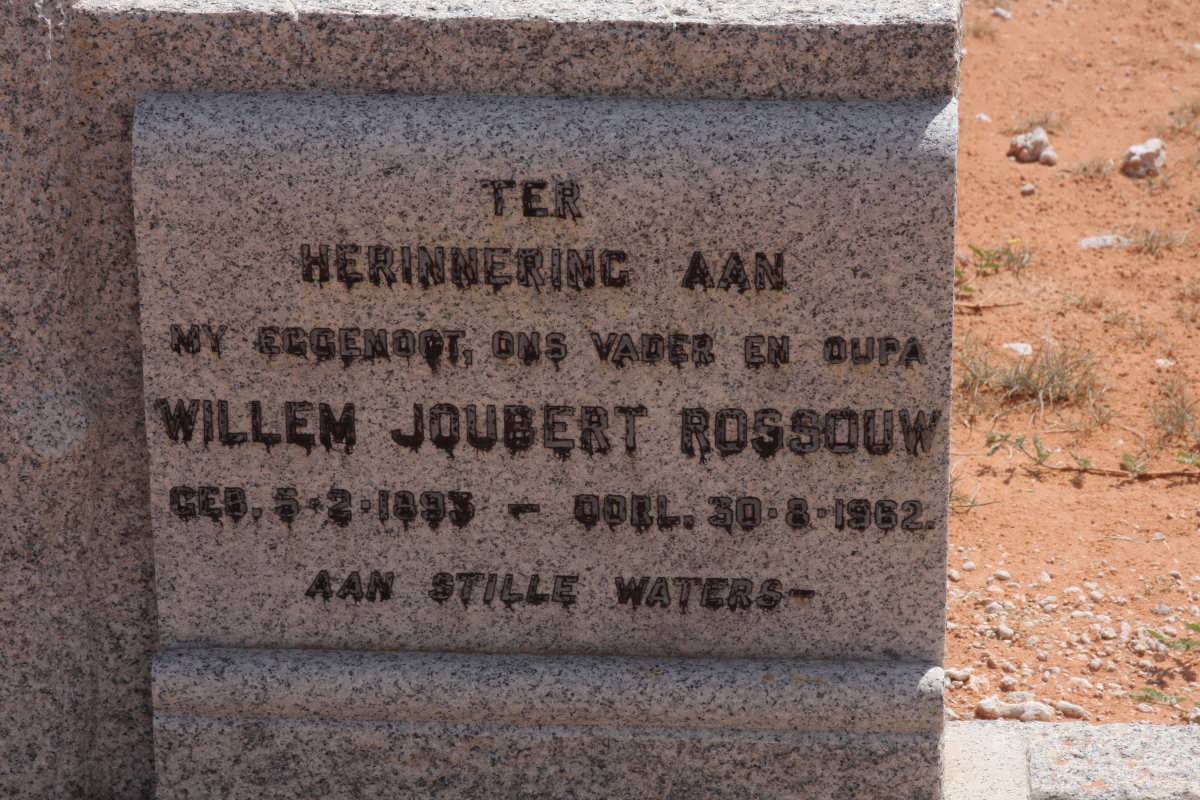 TER
HERINNERING AAN
MY EGGENOOT, ONS VADER EN OUPA
WILLEM JOUBERT ROSSOUW
GEB. 5·2·1893 – OORL. 30·8·1962.
AAN STILLE WATERS–